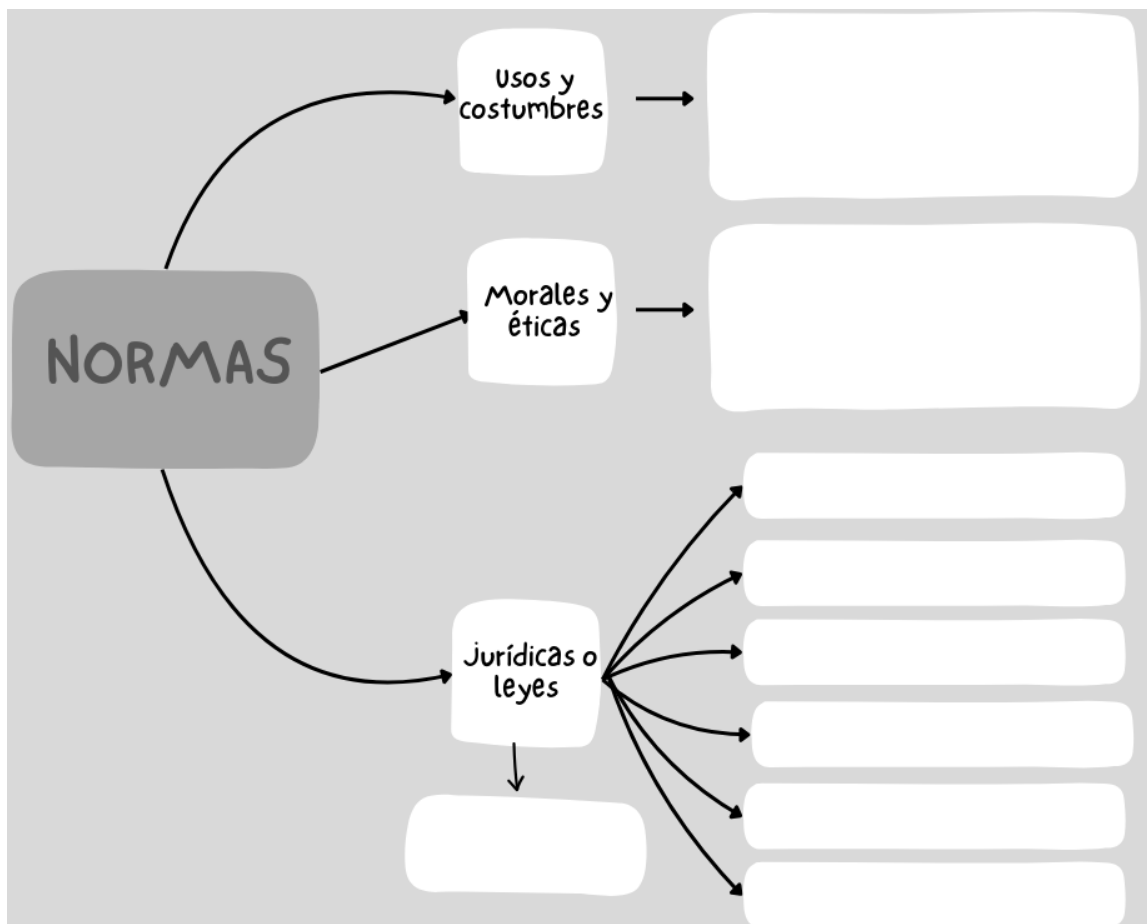 Usos y
costumbres
Morales y
éticas
NORMAS
Jurídicas o
leyes